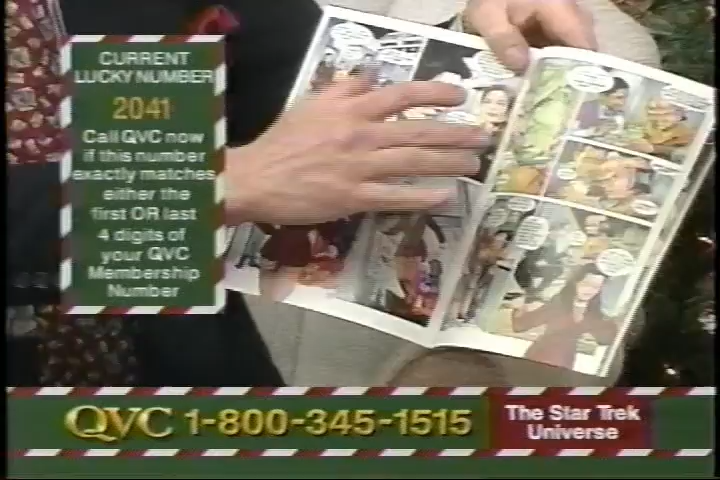 CURRENT
LUCKY NUMBER
2041
Call QVC now
if this number
exactly matches
either the
first OR last
4 digits of
your QVC
Membership
Number
QVC 1-800-345-1515
The Star Trek
Universe